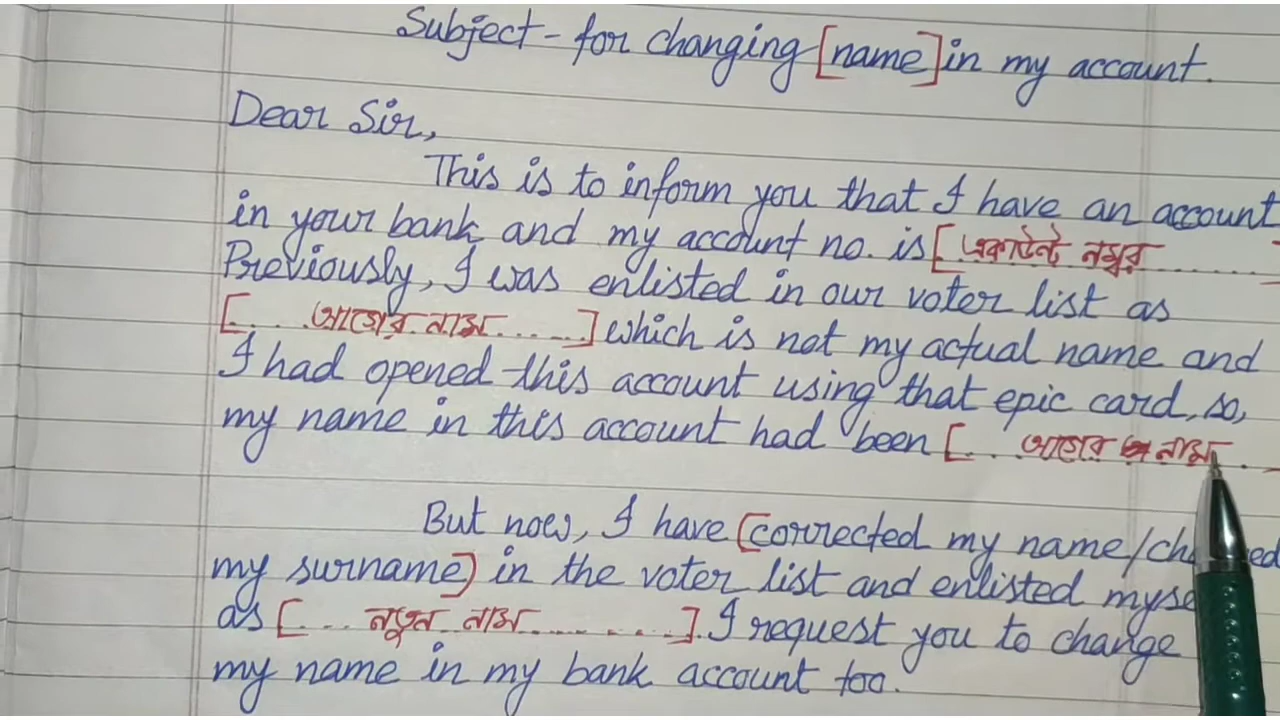 Subject - for changing [name] in my account.
Dear Sir,
This is to inform you that I have an account
in your bank and my account no. is [একাউন্ট নম্বর ..........
Previously, I was enlisted in our voter list as
[.... আগের নাম ........] which is not my actual name and
I had opened this account using that epic card, so,
my name in this account had been [... আগের নাম ...
But now, I have [corrected my name/
my surname] in the voter list and enlisted
as [.... নতুন নাম ..........]. I request you to change
my name in my bank account too.